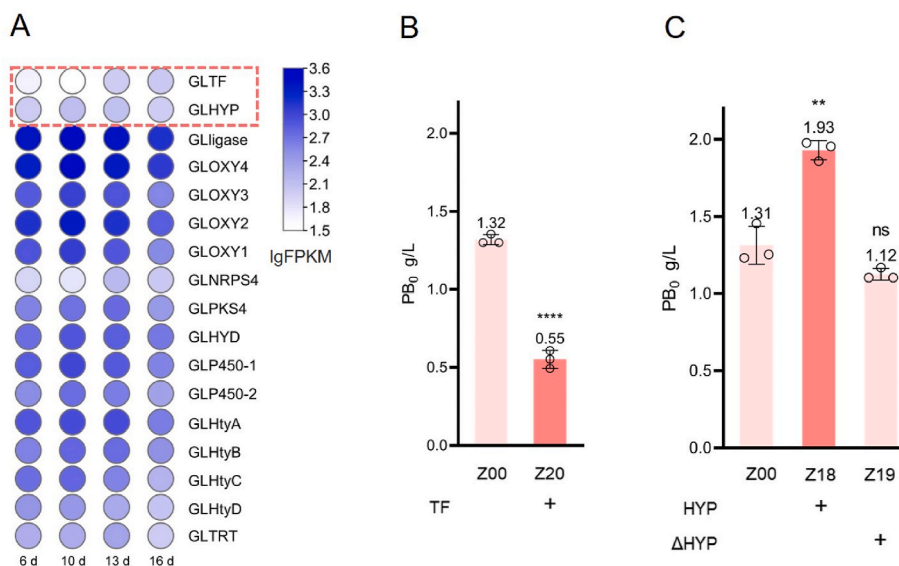 A
GLTF
GLHYP
GLligase
GLOXY4
GLOXY3
GLOXY2
GLOXY1
GLNRPS4
GLPKS4
GLHYD
GLP450-1
GLP450-2
GLHtyA
GLHtyB
GLHtyC
GLHtyD
GLTRT
6 d 10 d 13 d 16 d
3.6
3.3
3.0
2.7
2.4
2.1
1.8
1.5
lgFPKM
B
PB₀ g/L
2.0
1.5
1.0
0.5
0.0
1.32
****
0.55
Z00 Z20
TF +
C
PB₀ g/L
2.0
1.5
1.0
0.5
0.0
1.31
**
1.93
ns
1.12
Z00 Z18 Z19
HYP +
ΔHYP +